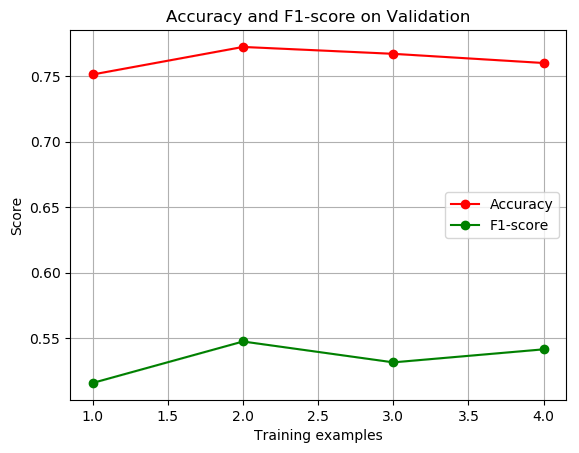 Accuracy and F1-score on Validation
Score
0.75
0.70
0.65
0.60
0.55
Accuracy
F1-score
1.0 1.5 2.0 2.5 3.0 3.5 4.0
Training examples